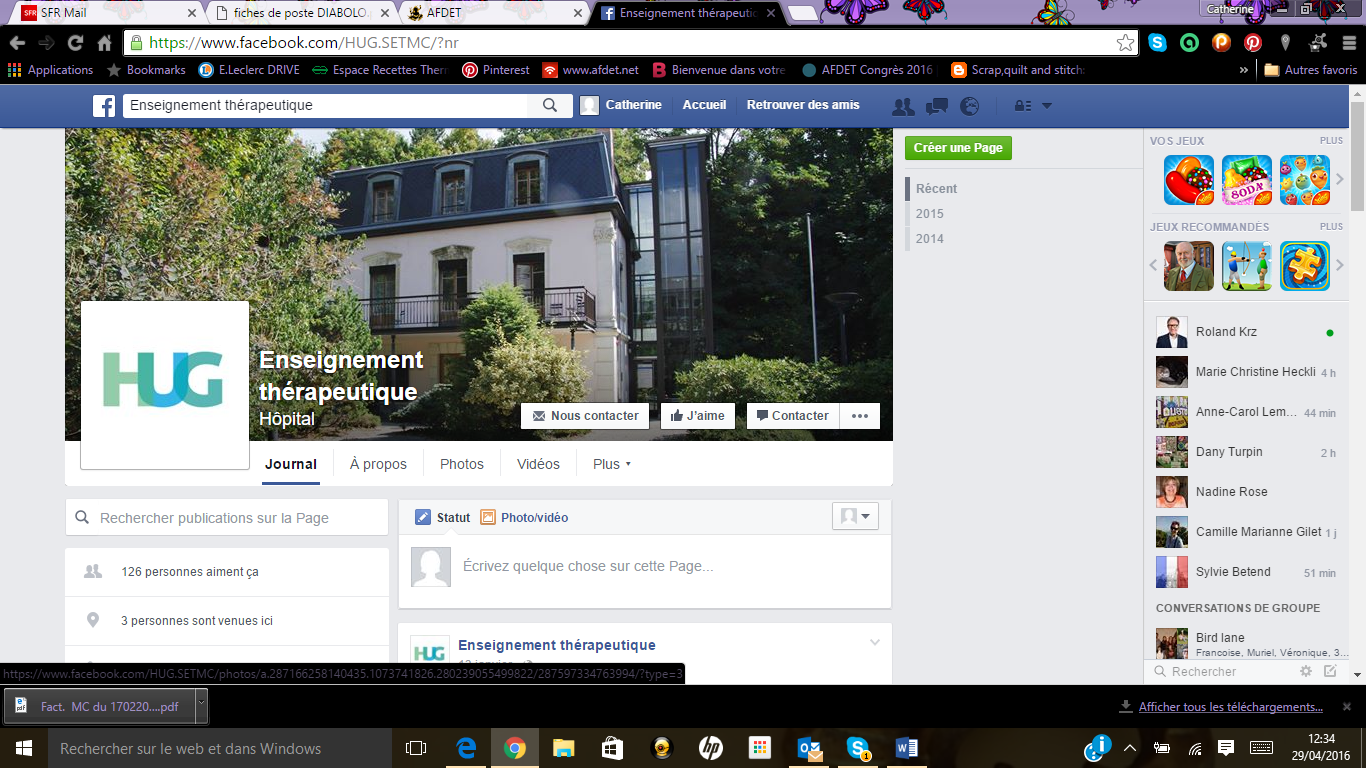 SFR Mail
fiches de poste DIABOLO
AFDET
Enseignement thérapeutic
Catherine
https://www.facebook.com/HUG.SETMC/?nr
Applications
Bookmarks
E.Leclerc DRIVE
Espace Recettes Ther
Pinterest
www.afdet.net
Bienvenue dans votre
AFDET Congrès 2016
Scrap,quilt and stitch:
»
Autres favoris
Enseignement thérapeutique
Catherine
Accueil
Retrouver des amis
Créer une Page
Récent
2015
2014
VOS JEUX
PLUS
SODA
JEUX RECOMMANDÉS
PLUS
HUG
Enseignement
thérapeutique
Hôpital
Nous contacter
J'aime
Contacter
Journal
À propos
Photos
Vidéos
Plus
Rechercher publications sur la Page
126 personnes aiment ça
3 personnes sont venues ici
Statut
Photo/vidéo
Écrivez quelque chose sur cette Page...
HUG
Enseignement thérapeutique
Roland Krz
Marie Christine Heckli 4 h
Anne-Carol Lem... 44 min
Dany Turpin 2 h
Nadine Rose
Camille Marianne Gilet 1 j
Sylvie Betend 51 min
CONVERSATIONS DE GROUPE
Bird lane
Francoise, Muriel, Véronique, 3...
Rechercher
https://www.facebook.com/HUG.SETMC/photos/a.287166258140435.1073741826.280239055499822/287597334763994/?type=3
Fact. MC du 170220....pdf
Afficher tous les téléchargements...
Rechercher sur le web et dans Windows
12:34
29/04/2016